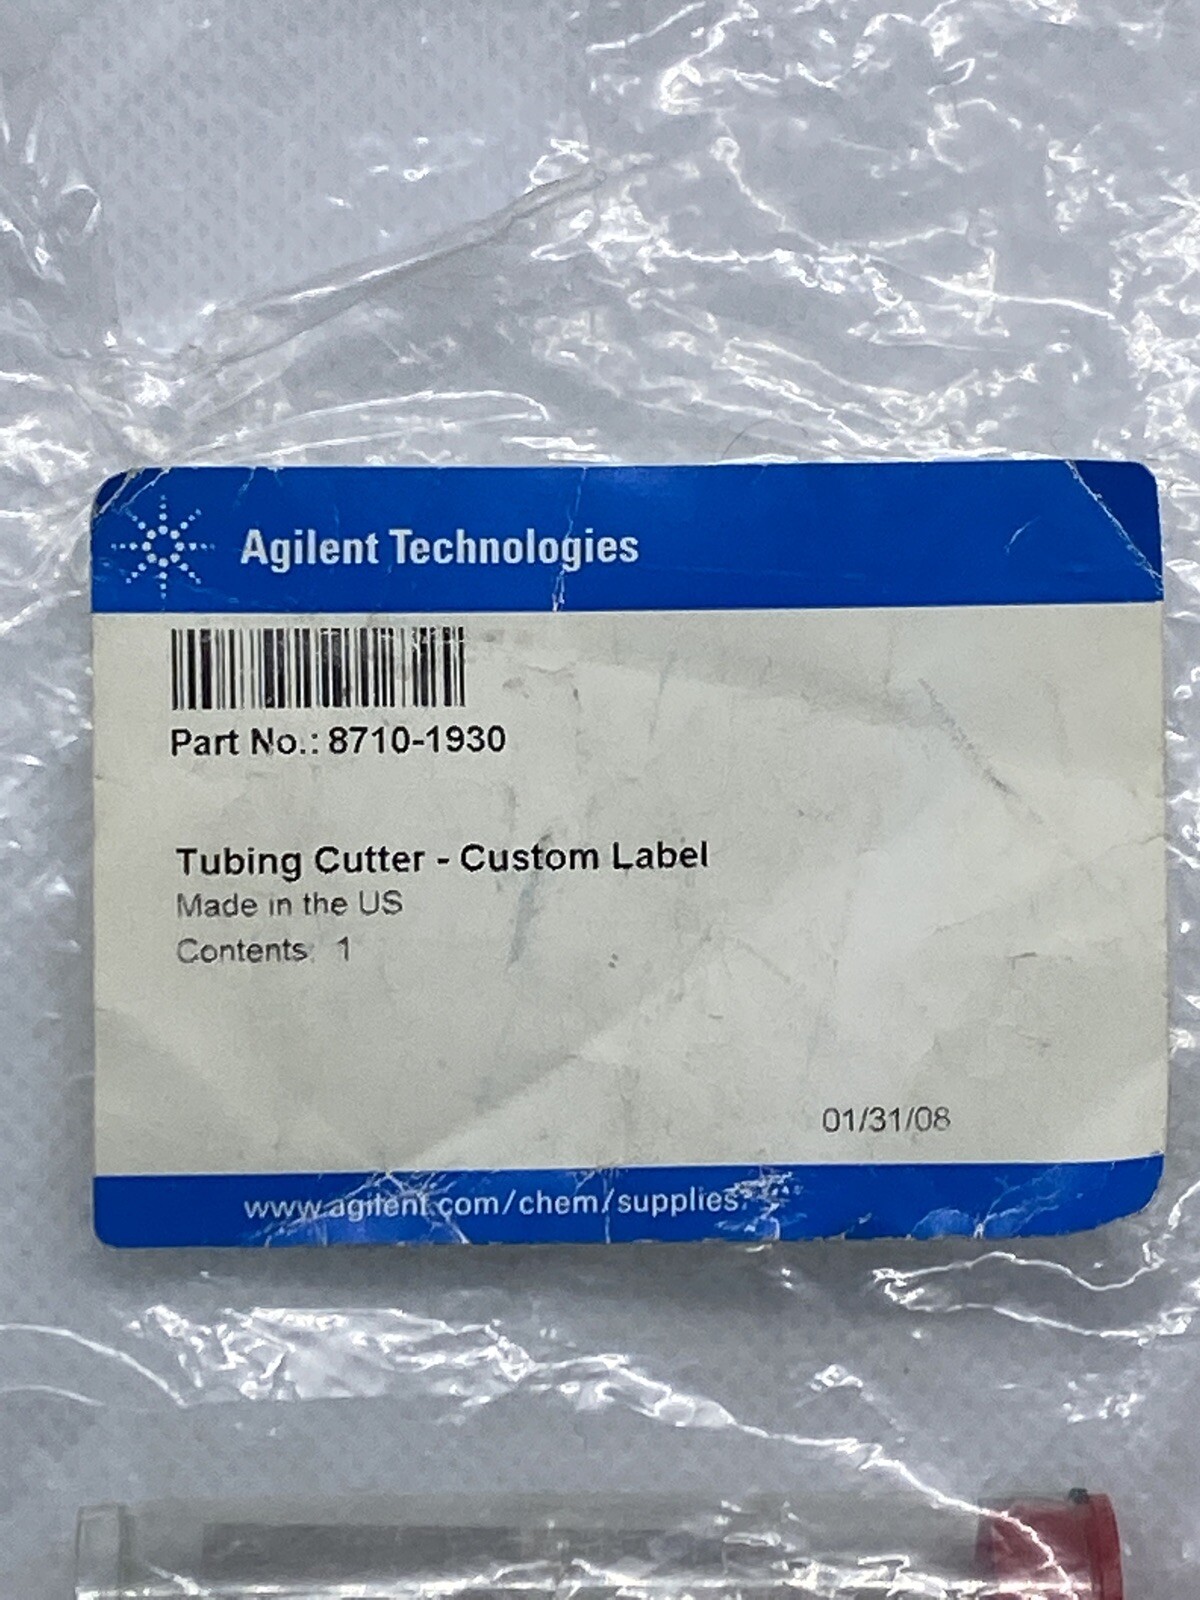 Agilent Technologies
Part No.: 8710-1930
Tubing Cutter - Custom Label
Made in the US
Contents: 1
01/31/08
www.agilent.com/chem/supplies